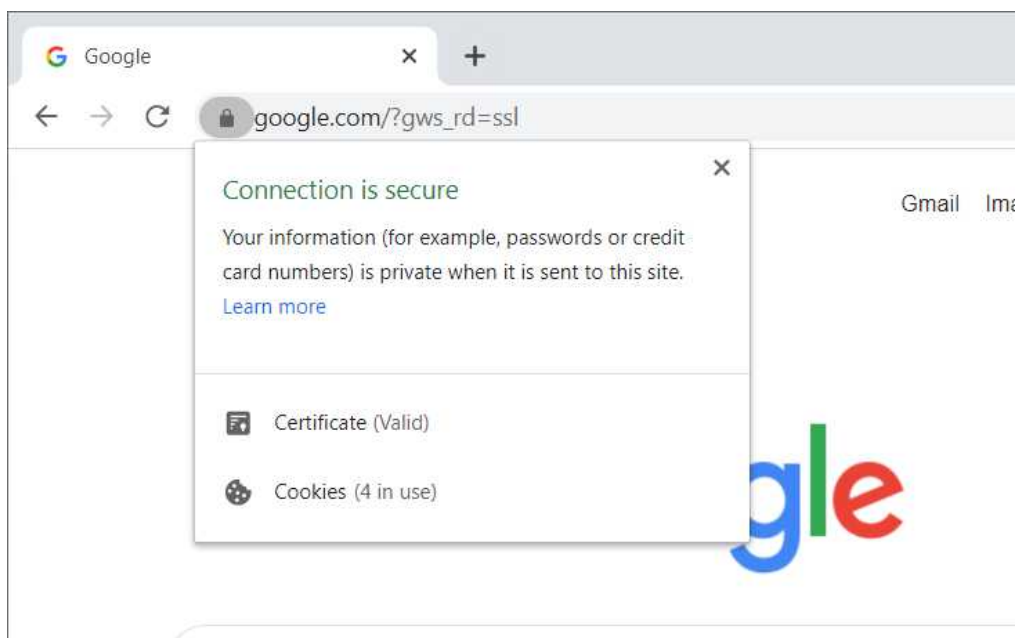 Google
google.com/?gws_rd=ssl
Connection is secure
Gmail
Your information (for example, passwords or credit
card numbers) is private when it is sent to this site.
Learn more
Certificate (Valid)
Cookies (4 in use)
gle